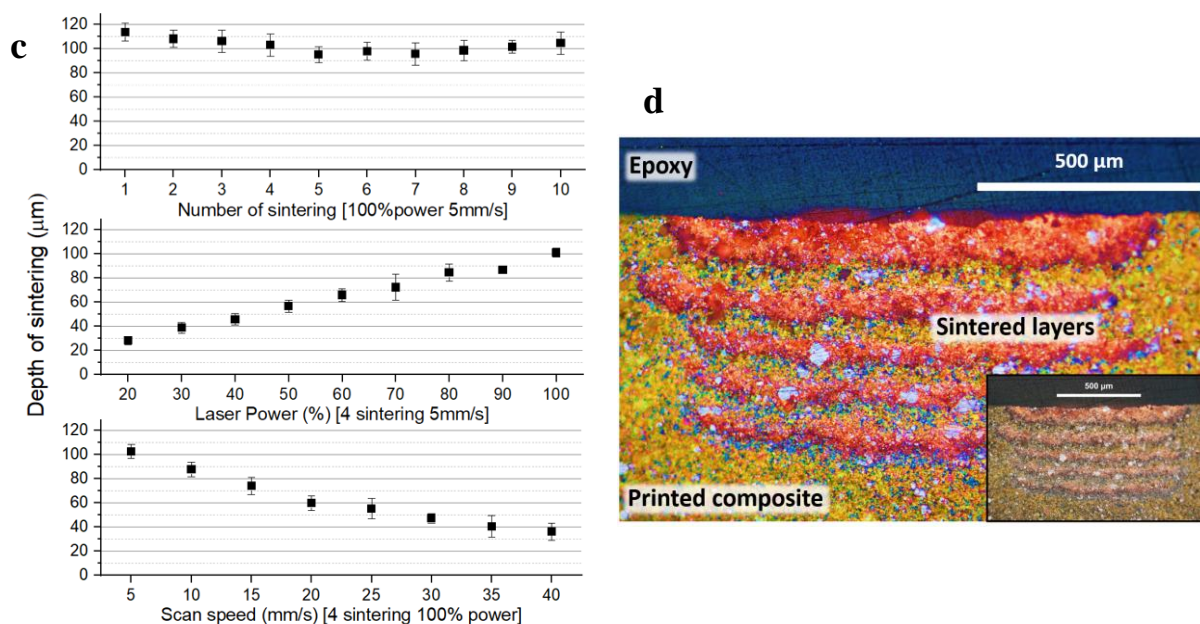 c
Depth of sintering (μm)
120
100
80
60
40
20
0
1 2 3 4 5 6 7 8 9 10
Number of sintering [100%power 5mm/s]
120
100
80
60
40
20
0
20 30 40 50 60 70 80 90 100
Laser Power (%) [4 sintering 5mm/s]
120
100
80
60
40
20
0
5 10 15 20 25 30 35 40
Scan speed (mm/s) [4 sintering 100% power]
d
Epoxy
500 μm
Sintered layers
Printed composite
500 μm